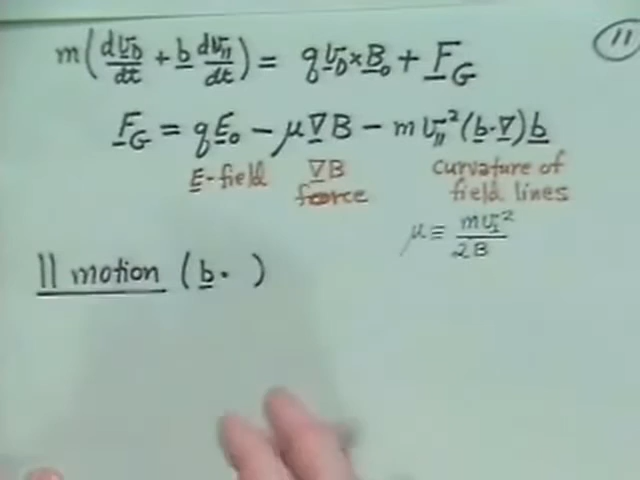 11
m(dv_D/dt + b dv_∥/dt) = q v_D × B_0 + F_G
F_G = qE_0 − μ∇B − m v_∥²(b·∇)b
E-field ∇B force curvature of field lines
μ ≡ mv_⊥²/2B
|| motion (b· )